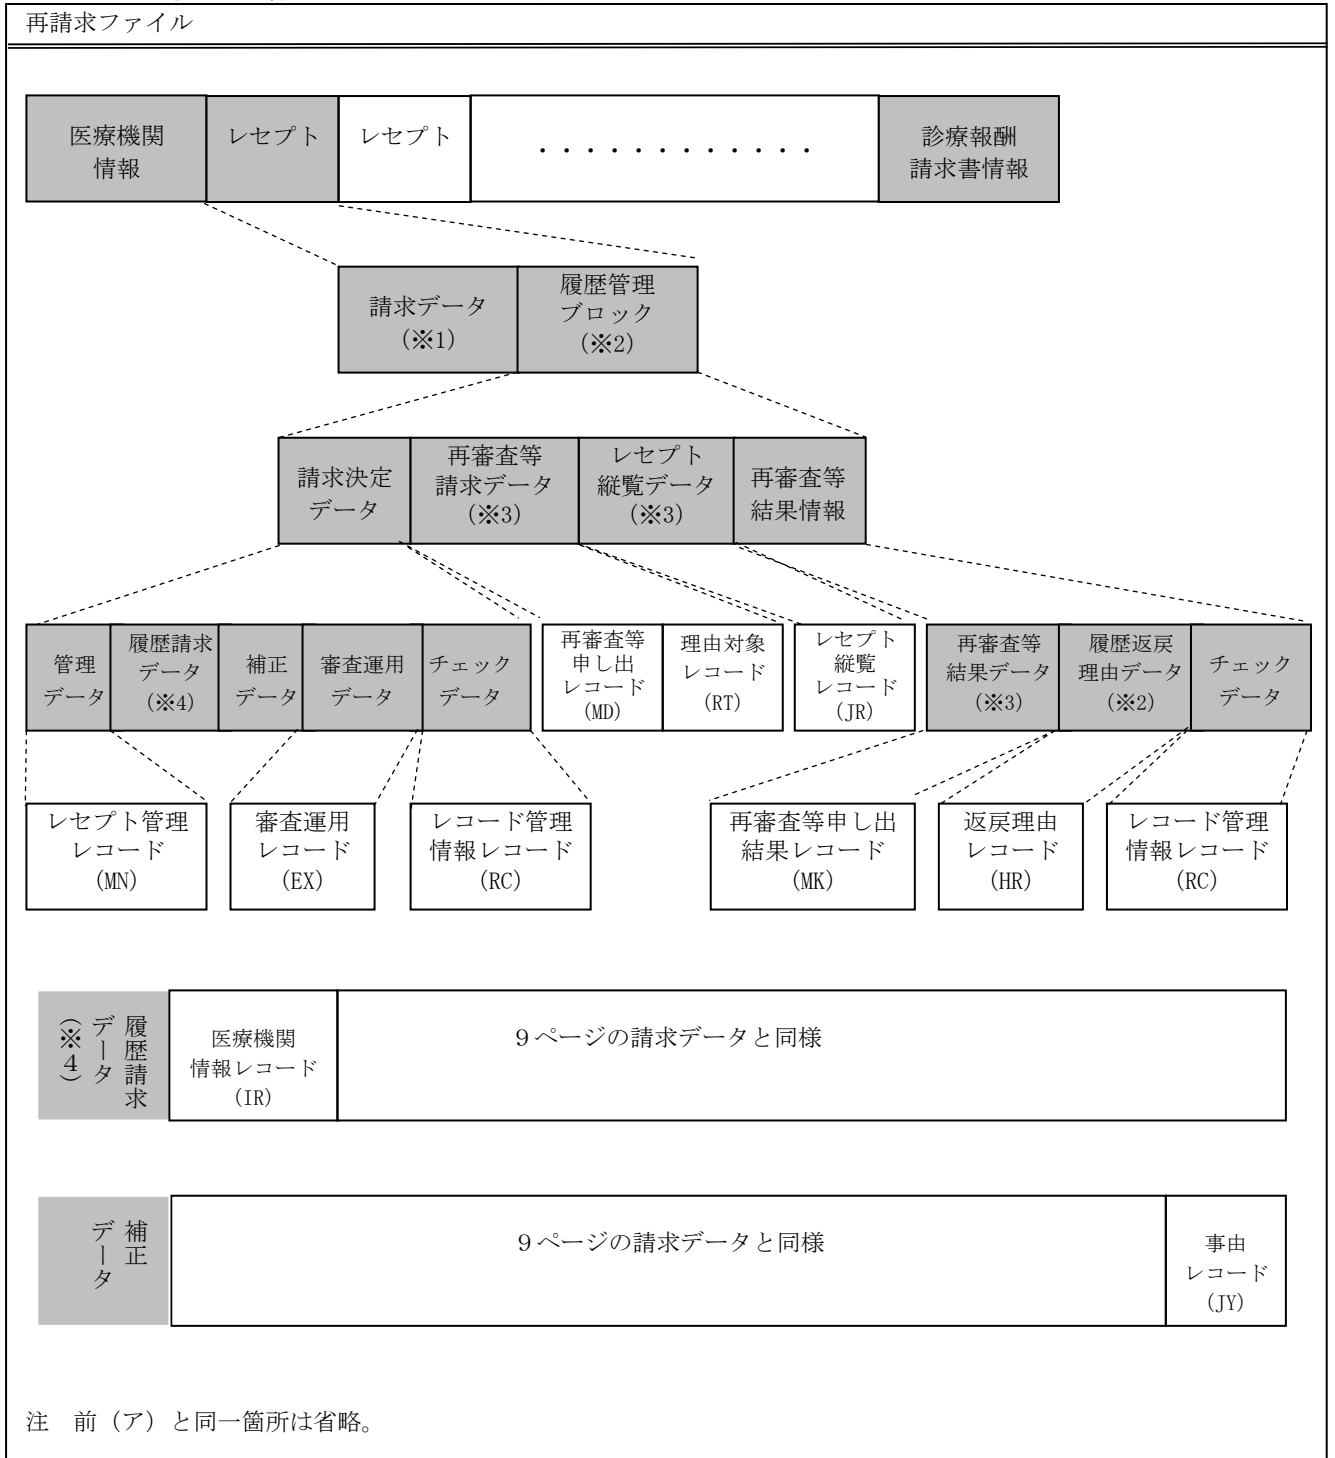 再請求ファイル
医療機関
情報
レセプト
レセプト
・・・・・・・・・・・・
診療報酬
請求書情報
請求データ
(※1)
履歴管理
ブロック
(※2)
請求決定
データ
再審査等
請求データ
(※3)
レセプト
縦覧データ
(※3)
再審査等
結果情報
管理
データ
履歴請求
データ
(※4)
補正
データ
審査運用
データ
チェック
データ
再審査等
申し出
レコード
(MD)
理由対象
レコード
(RT)
レセプト
縦覧
レコード
(JR)
再審査等
結果データ
(※3)
履歴返戻
理由データ
(※2)
チェック
データ
レセプト管理
レコード
(MN)
審査運用
レコード
(EX)
レコード管理
情報レコード
(RC)
再審査等申し出
結果レコード
(MK)
返戻理由
レコード
(HR)
レコード管理
情報レコード
(RC)
履歴請求
データ
(※4)
医療機関
情報レコード
(IR)
9ページの請求データと同様
補正
データ
9ページの請求データと同様
事由
レコード
(JY)
注　前（ア）と同一箇所は省略。